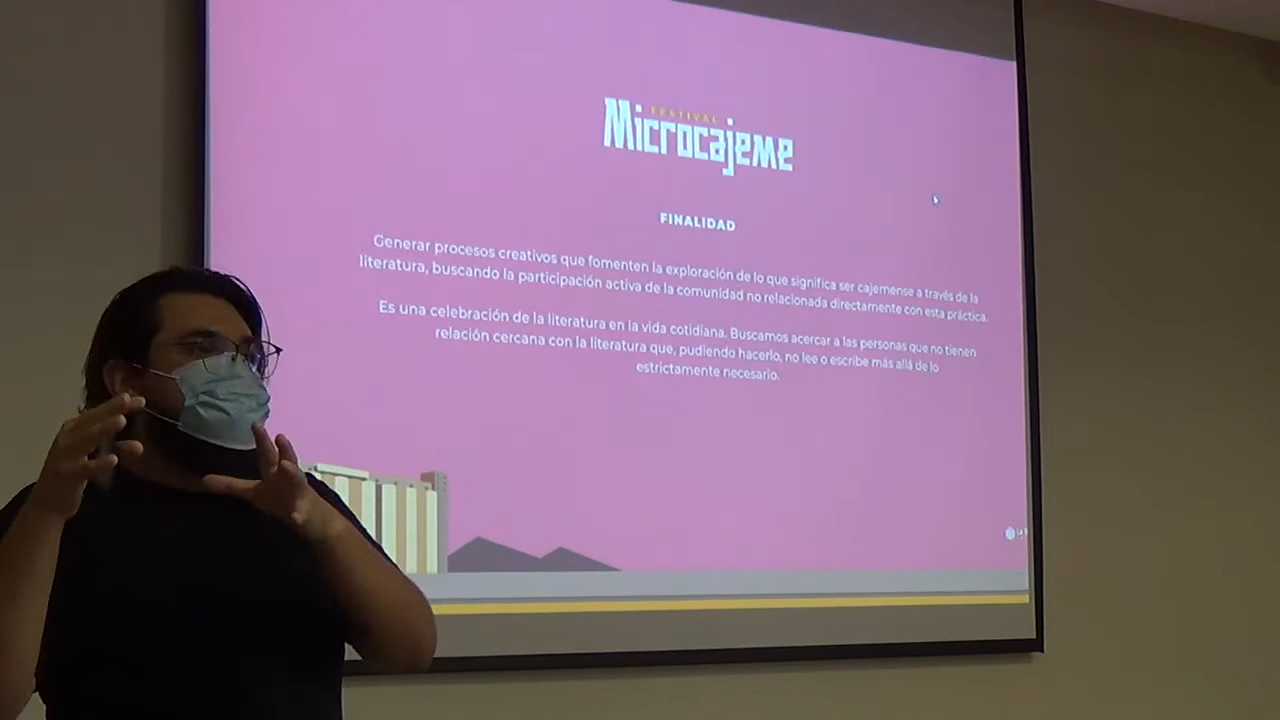 FESTIVAL
Microcajeme
FINALIDAD
Generar procesos creativos que fomenten la exploración de lo que significa ser cajemense a través de la
literatura, buscando la participación activa de la comunidad no relacionada directamente con esta práctica.
Es una celebración de la literatura en la vida cotidiana. Buscamos acercar a las personas que no tienen
relación cercana con la literatura que, pudiendo hacerlo, no lee o escribe más allá de lo
estrictamente necesario.